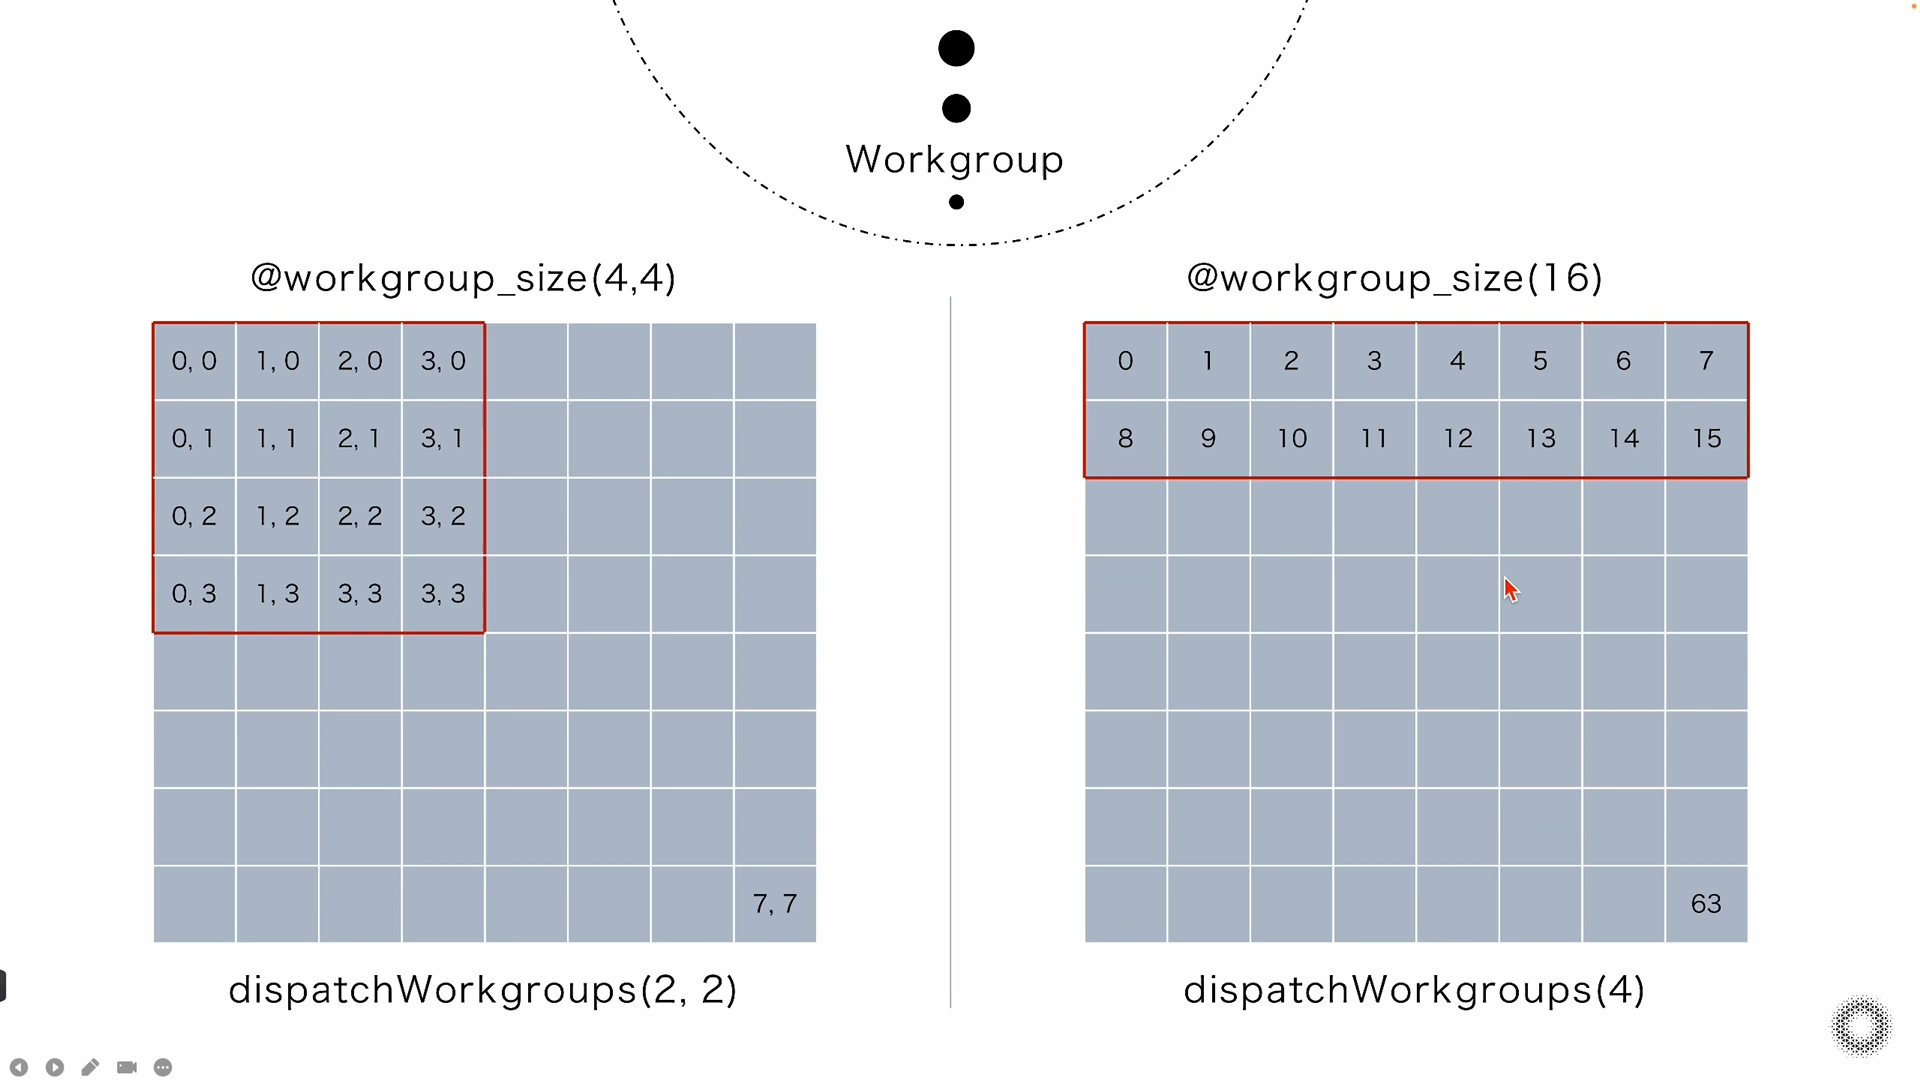 Workgroup
@workgroup_size(4,4)
0, 0 1, 0 2, 0 3, 0
0, 1 1, 1 2, 1 3, 1
0, 2 1, 2 2, 2 3, 2
0, 3 1, 3 3, 3 3, 3
7, 7
dispatchWorkgroups(2, 2)
@workgroup_size(16)
0 1 2 3 4 5 6 7
8 9 10 11 12 13 14 15
63
dispatchWorkgroups(4)